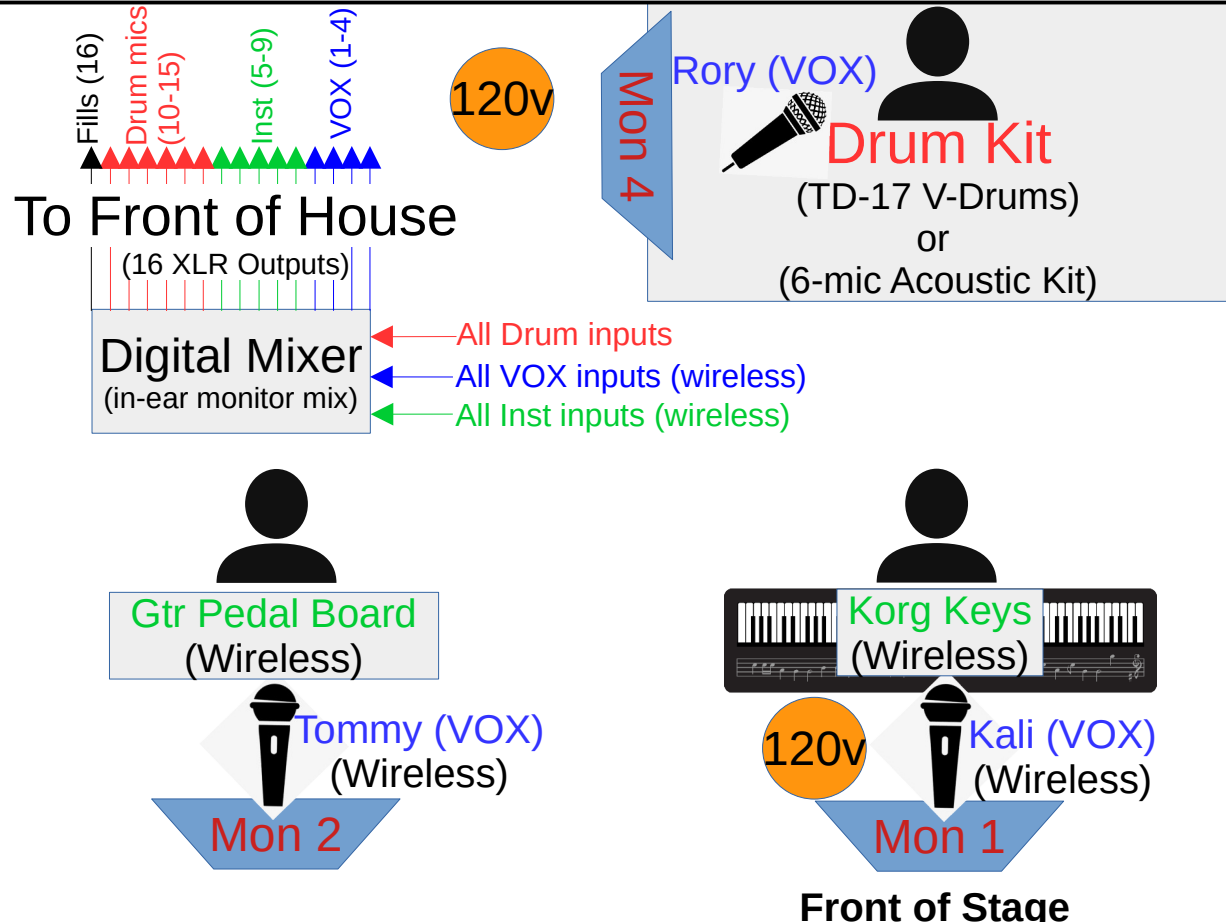 Fills (16)
Drum mics
(10-15)
Inst (5-9)
VOX (1-4)
120v
Mon 4
Rory (VOX)
Drum Kit
(TD-17 V-Drums)
or
(6-mic Acoustic Kit)
To Front of House
(16 XLR Outputs)
Digital Mixer
(in-ear monitor mix)
All Drum inputs
All VOX inputs (wireless)
All Inst inputs (wireless)
Gtr Pedal Board
(Wireless)
Tommy (VOX)
(Wireless)
Mon 2
Korg Keys
(Wireless)
120v
Kali (VOX)
(Wireless)
Mon 1
Front of Stage